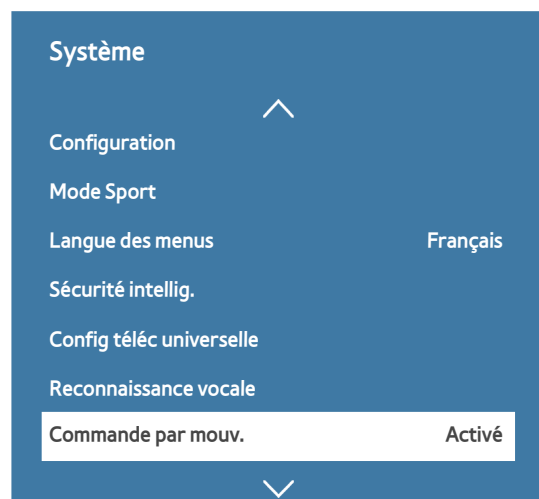 Système
Configuration
Mode Sport
Langue des menus Français
Sécurité intellig.
Config téléc universelle
Reconnaissance vocale
Commande par mouv. Activé